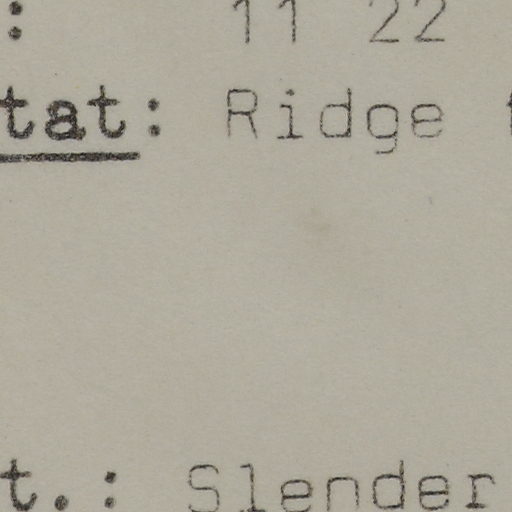 : 11 22
tat: Ridge
t.: Slender